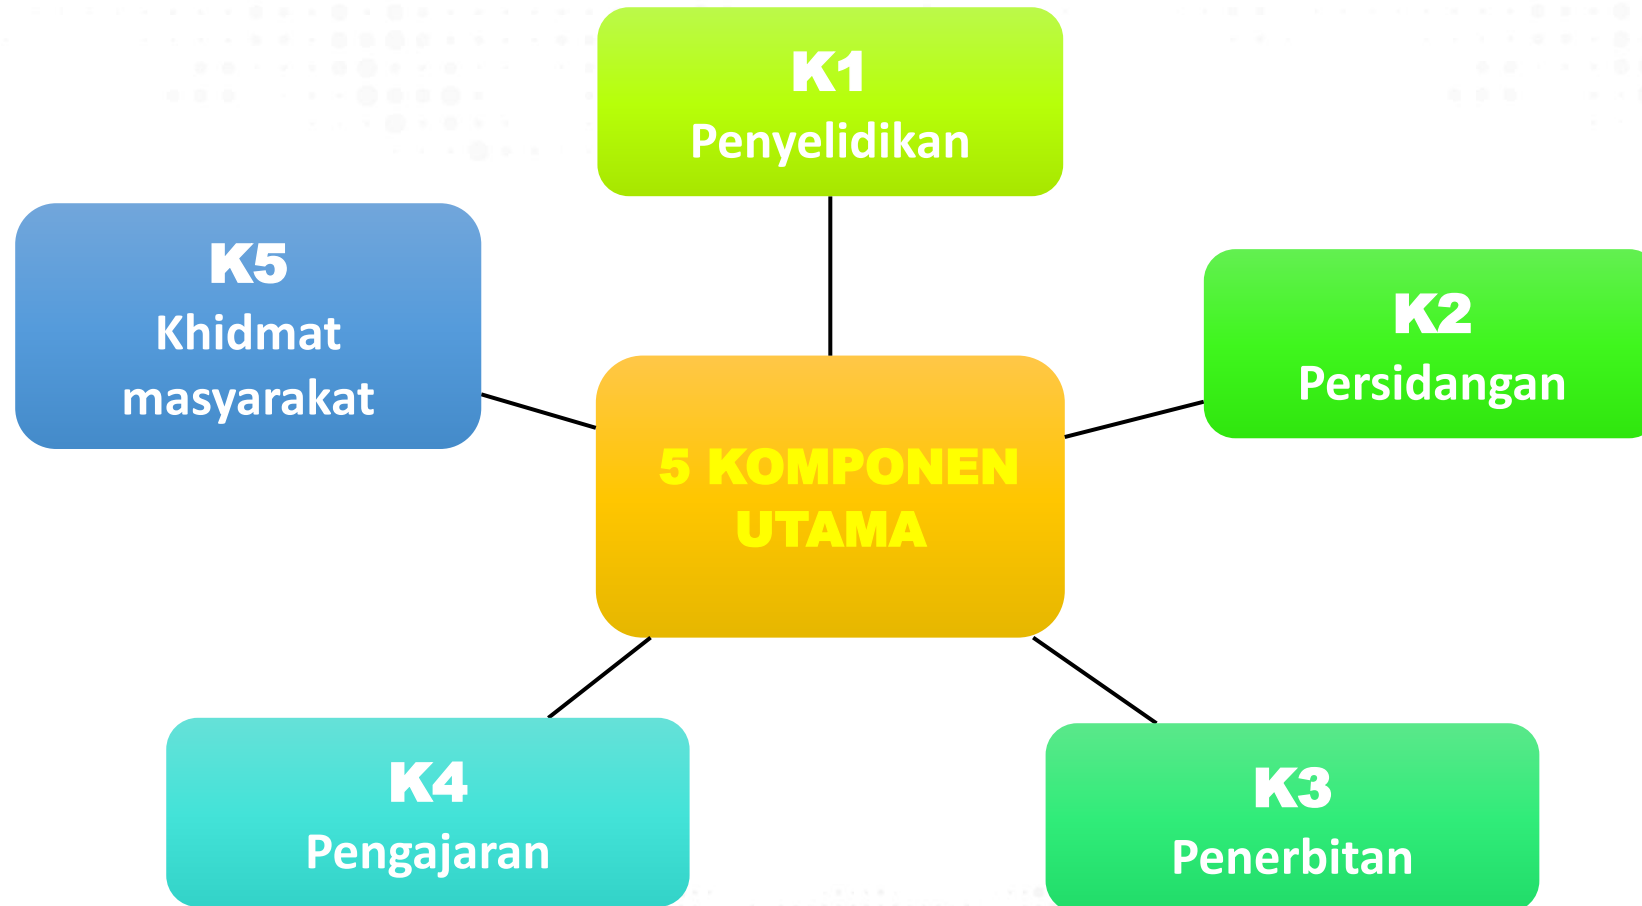 K1
Penyelidikan
K5
Khidmat
masyarakat
K2
Persidangan
5 KOMPONEN
UTAMA
K4
Pengajaran
K3
Penerbitan